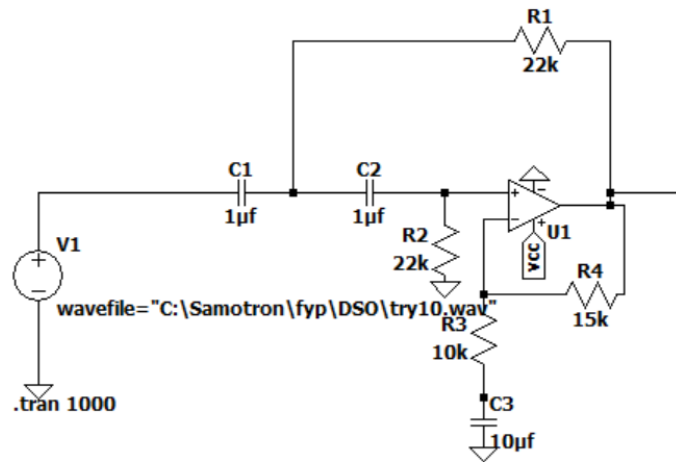 R1
22k
C1
1µf
C2
1µf
+
−
−
+
U1
VCC
R2
22k
V1
+
−
R4
15k
wavefile="C:\Samotron\fyp\DSO\try10.wav"
R3
10k
.tran 1000
C3
10µf